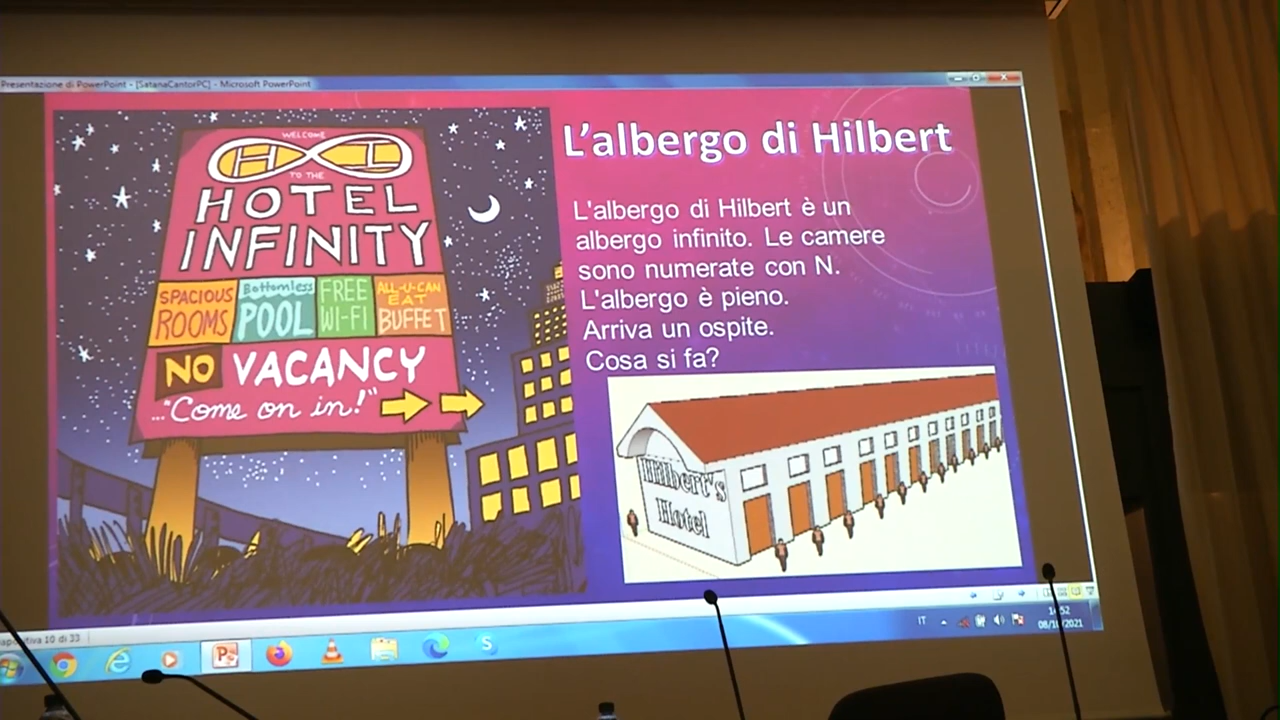 Presentazione di PowerPoint - [SatanaCantorPC] - Microsoft PowerPoint
WELCOME
H I
TO THE
HOTEL
INFINITY
SPACIOUS
ROOMS
Bottomless
POOL
FREE
WI-FI
ALL-U-CAN
EAT
BUFFET
NO VACANCY
..."Come on in!"
L'albergo di Hilbert
L'albergo di Hilbert è un
albergo infinito. Le camere
sono numerate con N.
L'albergo è pieno.
Arriva un ospite.
Cosa si fa?
Hilbert's
Hotel
10 di 33
IT